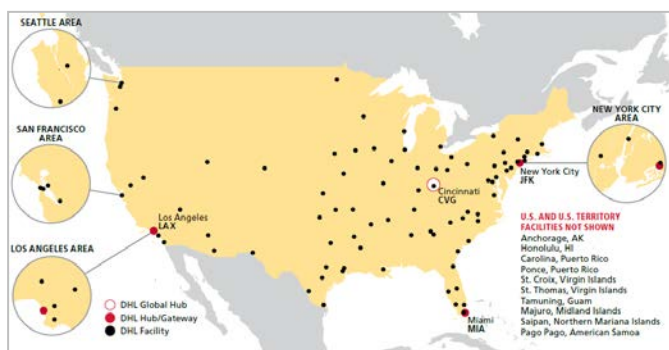 SEATTLE AREA
SAN FRANCISCO
AREA
Los Angeles
LAX
LOS ANGELES AREA
DHL Global Hub
DHL Hub/Gateway
DHL Facility
Cincinnati
CVG
Miami
MIA
New York City
JFK
NEW YORK CITY
AREA
U.S. AND U.S. TERRITORY
FACILITIES NOT SHOWN
Anchorage, AK
Honolulu, HI
Carolina, Puerto Rico
Ponce, Puerto Rico
St. Croix, Virgin Islands
St. Thomas, Virgin Islands
Tamuning, Guam
Majuro, Midland Islands
Saipan, Northern Mariana Islands
Pago Pago, American Samoa